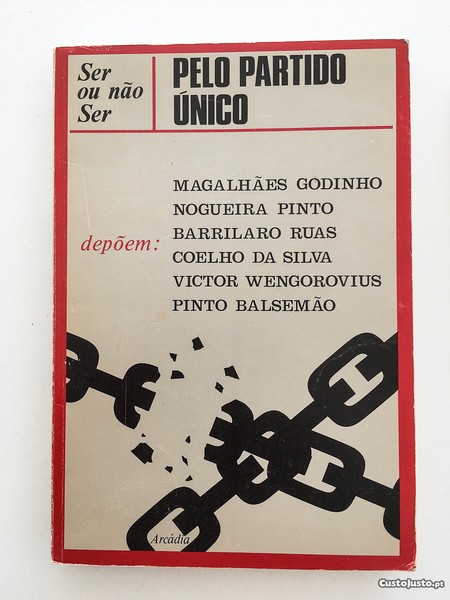 Ser
ou não
Ser
PELO PARTIDO
ÚNICO
depõem:
MAGALHÃES GODINHO
NOGUEIRA PINTO
BARRILARO RUAS
COELHO DA SILVA
VICTOR WENGOROVIUS
PINTO BALSEMÃO
Arcádia
CustoJusto.pt